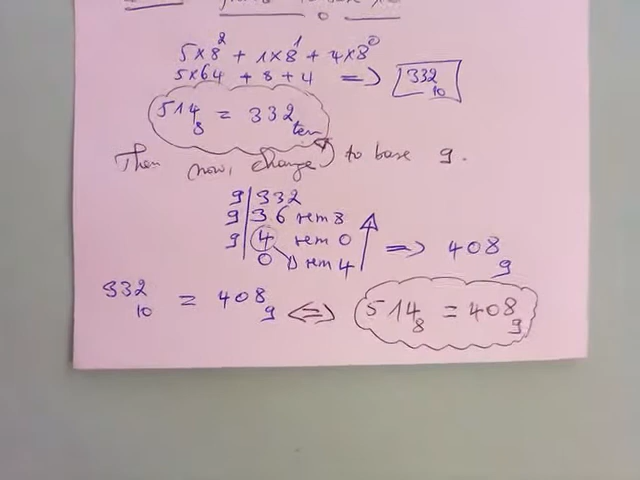 5×8² + 1×8¹ + 4×8⁰
5×64 + 8 + 4 => 332₁₀
514₈ = 332ten
Then now, change to base 9.
9|332
9|36 rem 8
9|4 rem 0
0 rem 4
=> 408₉
332₁₀ = 408₉ <=> 514₈ = 408₉